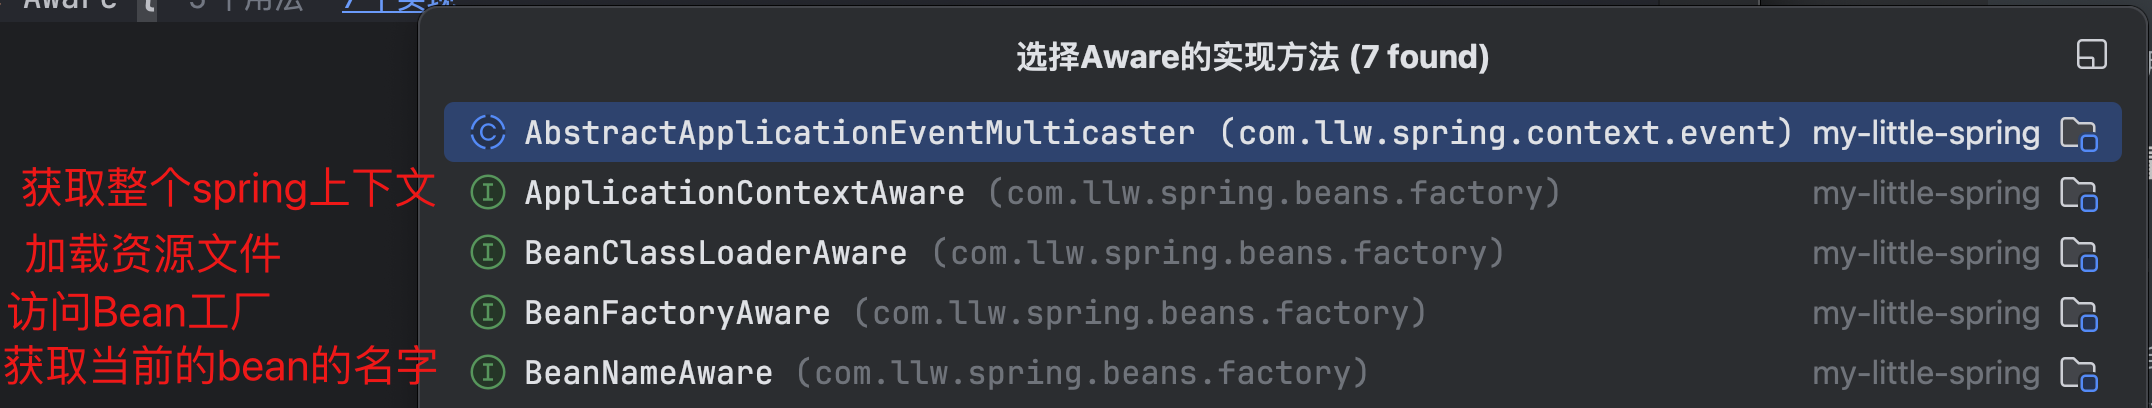 Aware { 5个用法 7个实现
选择Aware的实现方法 (7 found)
AbstractApplicationEventMulticaster (com.llw.spring.context.event) my-little-spring
获取整个spring上下文 ApplicationContextAware (com.llw.spring.beans.factory) my-little-spring
加载资源文件 BeanClassLoaderAware (com.llw.spring.beans.factory) my-little-spring
访问Bean工厂 BeanFactoryAware (com.llw.spring.beans.factory) my-little-spring
获取当前的bean的名字 BeanNameAware (com.llw.spring.beans.factory) my-little-spring